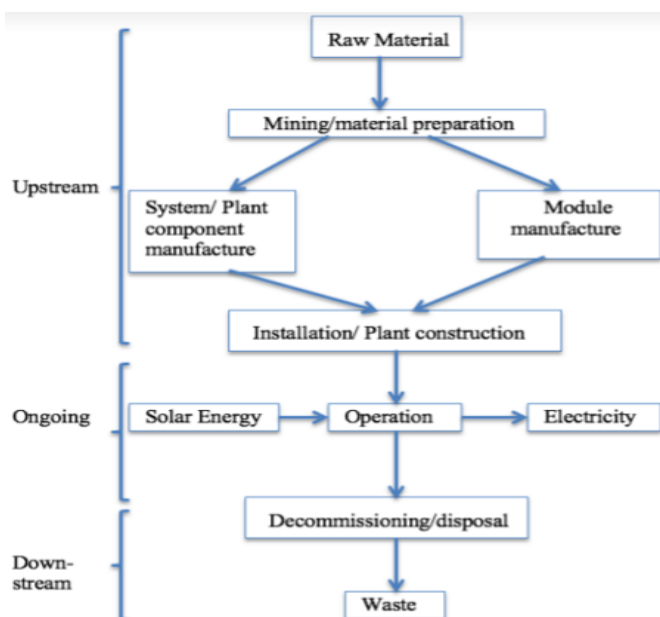 Raw Material
Mining/material preparation
Upstream
System/ Plant
component
manufacture
Module
manufacture
Installation/ Plant construction
Ongoing
Solar Energy
Operation
Electricity
Decommissioning/disposal
Down-
stream
Waste